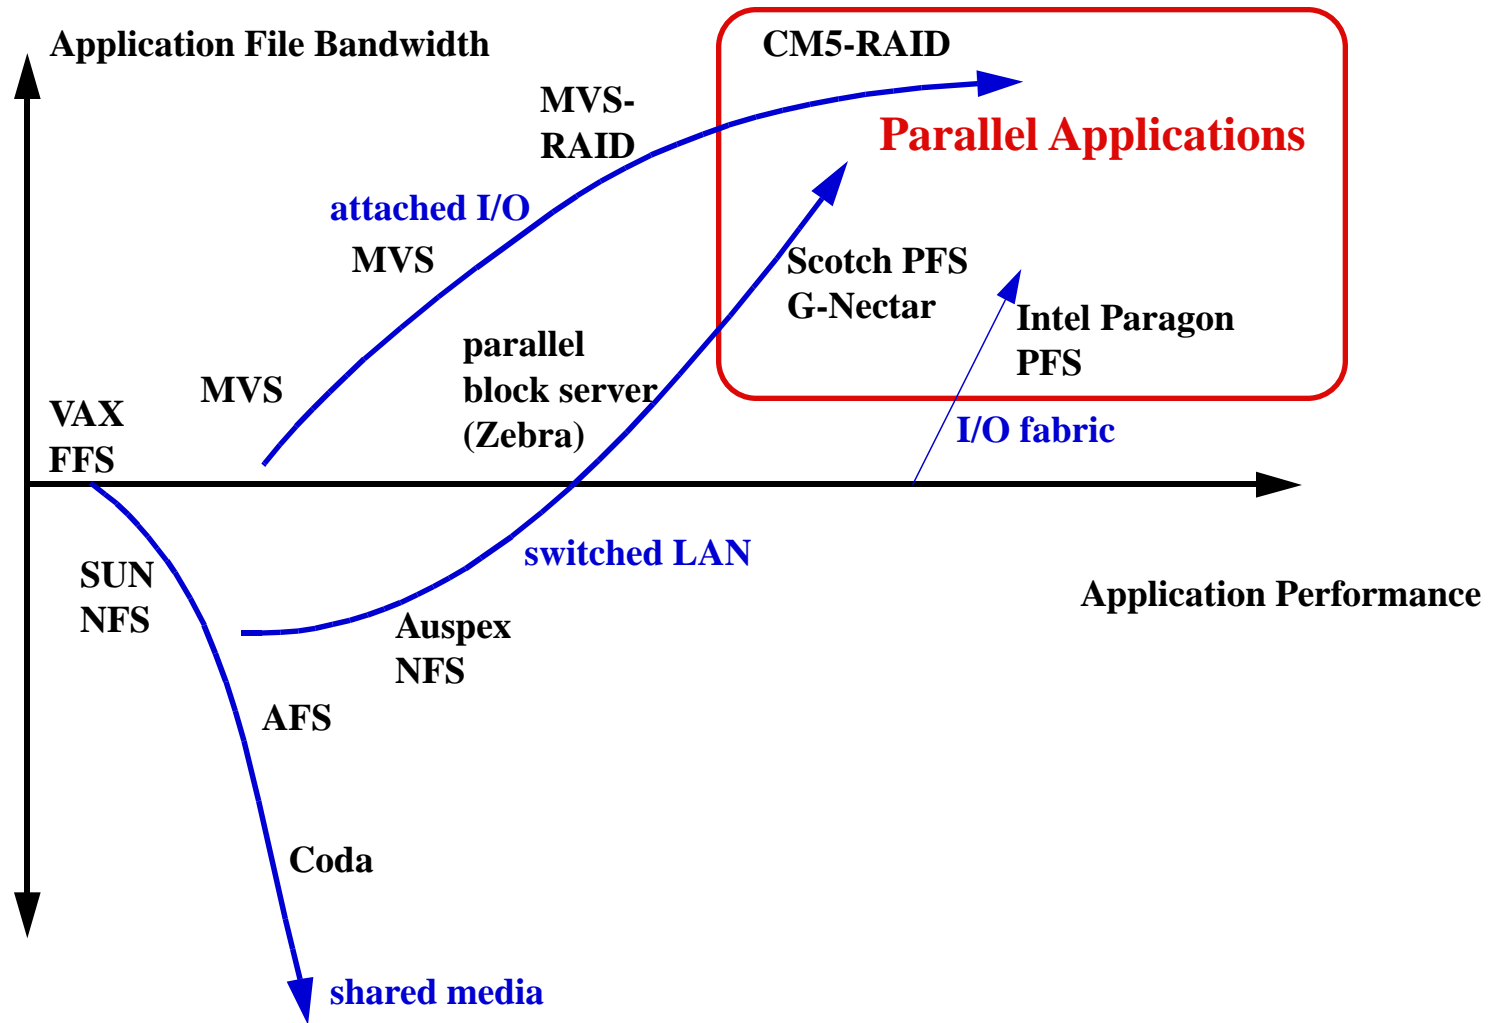 Application File Bandwidth
CM5-RAID
MVS-
RAID
Parallel Applications
attached I/O
MVS
Scotch PFS
G-Nectar
Intel Paragon
PFS
parallel
block server
(Zebra)
MVS
VAX
FFS
I/O fabric
switched LAN
SUN
NFS
Application Performance
Auspex
NFS
AFS
Coda
shared media